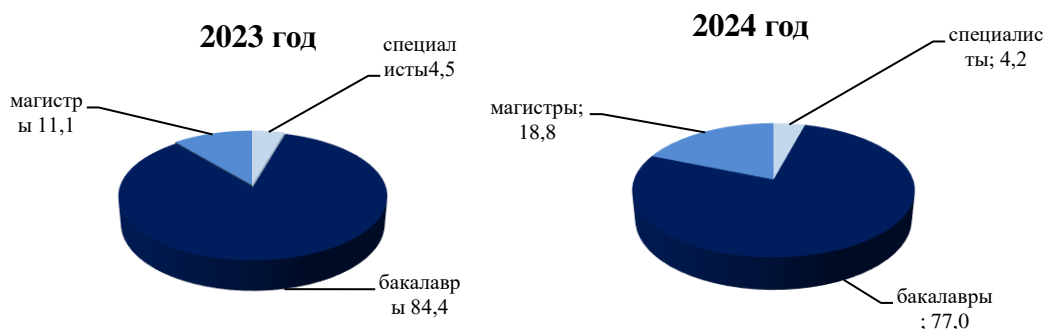 2023 год
специал
исты4,5
магистр
ы 11,1
бакалавр
ы 84,4
2024 год
специалис
ты; 4,2
магистры;
18,8
бакалавры
; 77,0